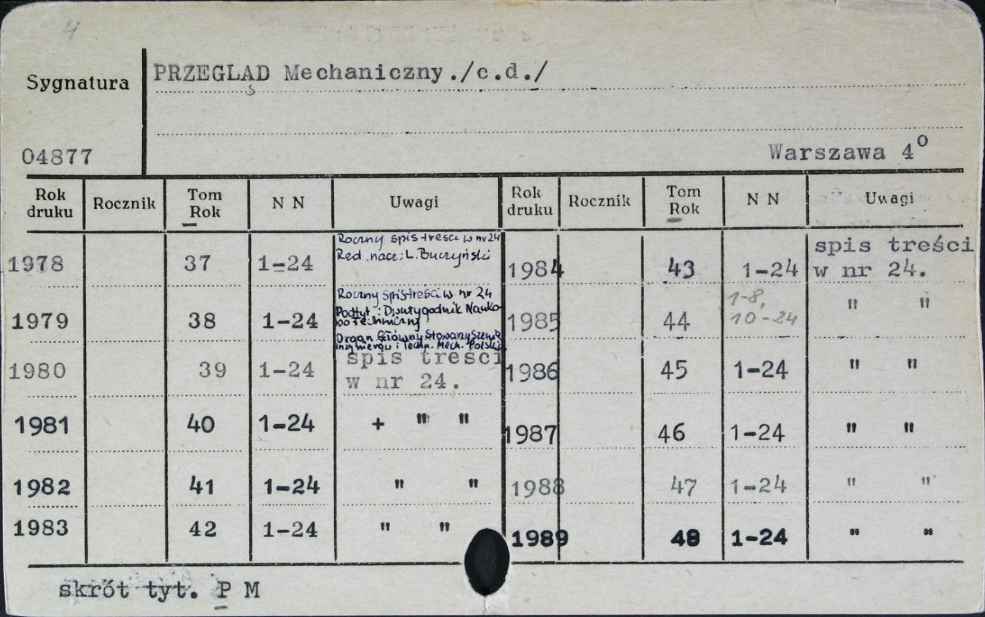 4
PRZEGLĄD Mechaniczny./c.d./
Sygnatura
04877
Warszawa 4°
Rok druku Rocznik Tom Rok N N Uwagi Rok druku Rocznik Tom Rok N N Uwagi
1978 37 1-24 Roczny spis treści w nr 24
Red. nacz: L. Buczyński
1984 43 1-24 spis treści
w nr 24.
1979 38 1-24 Roczny spis treści w nr 24
Podtyt: Dwutygodnik Nauko-
wo techniczny
Organ Główny Stowarzyszenia
Inżynierów i Techn. Mech. Polskich
1985 44 1-8,
10-24 " "
1980 39 1-24 spis treści
w nr 24.
1986 45 1-24 " "
1981 40 1-24 + " "
1987 46 1-24 " "
1982 41 1-24 " "
1988 47 1-24 " "
1983 42 1-24 " "
1989 48 1-24 " "
skrót tyt. P M